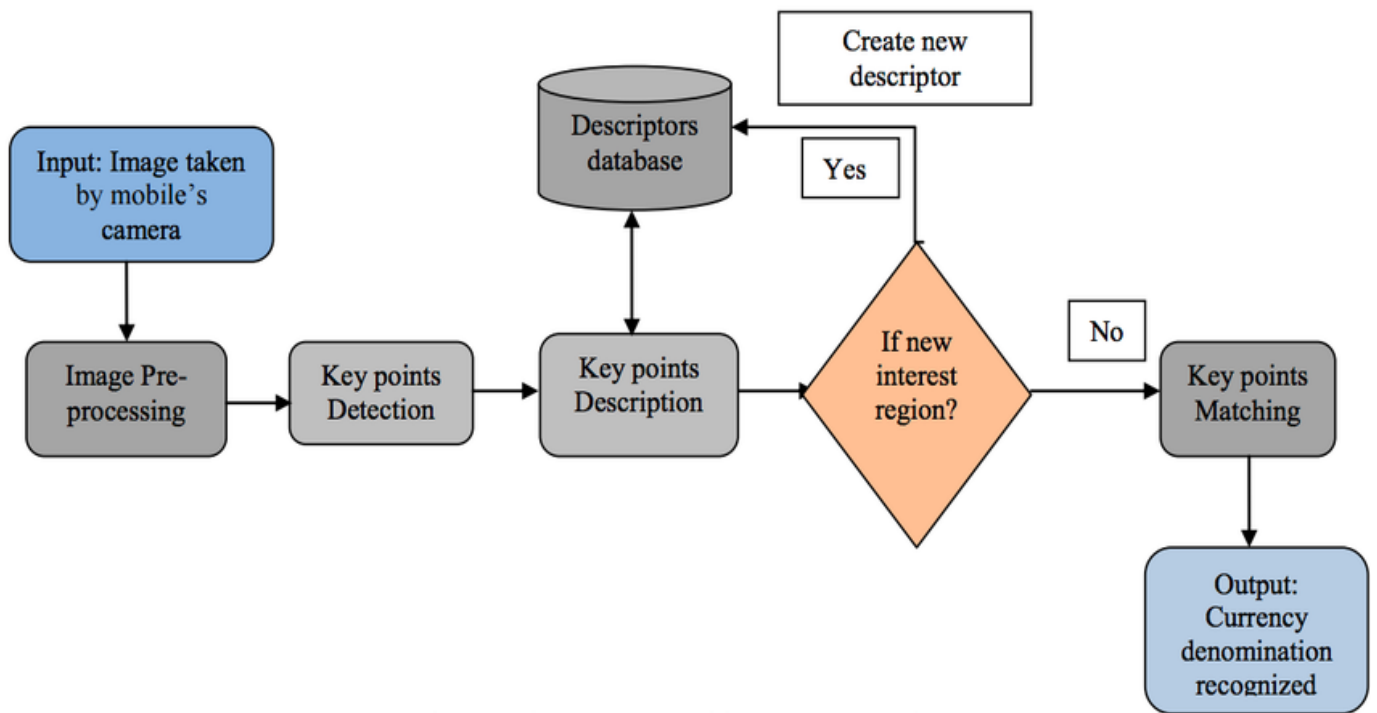 Create new
descriptor
Descriptors
database
Yes
Input: Image taken
by mobile's
camera
Image Pre-
processing
Key points
Detection
Key points
Description
If new
interest
region?
No
Key points
Matching
Output:
Currency
denomination
recognized